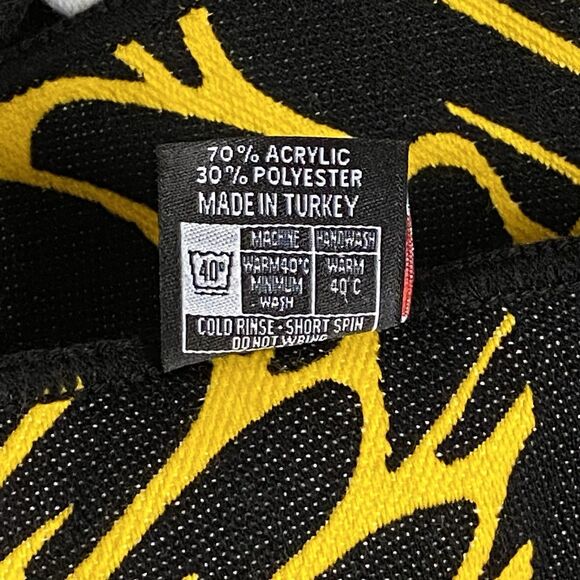 70% ACRYLIC
30% POLYESTER
MADE IN TURKEY
40°
MACHINE
WARM 40°C
MINIMUM
WASH
HANDWASH
WARM
40°C
COLD RINSE · SHORT SPIN
DO NOT WRING